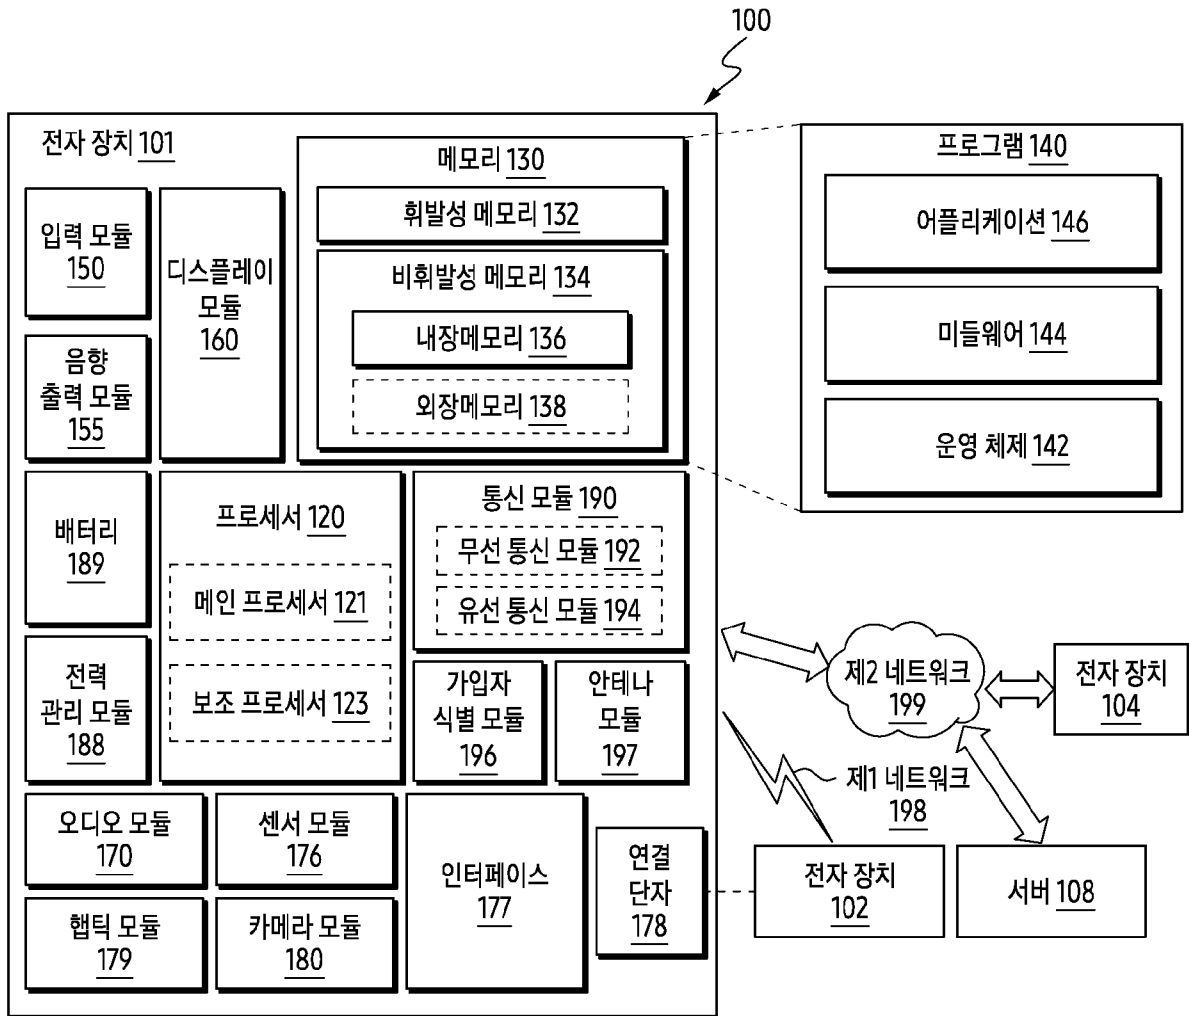 100
전자 장치 101
입력 모듈
150
디스플레이
모듈
160
음향
출력 모듈
155
메모리 130
휘발성 메모리 132
비휘발성 메모리 134
내장메모리 136
외장메모리 138
프로그램 140
어플리케이션 146
미들웨어 144
운영 체제 142
배터리
189
전력
관리 모듈
188
프로세서 120
메인 프로세서 121
보조 프로세서 123
통신 모듈 190
무선 통신 모듈 192
유선 통신 모듈 194
가입자
식별 모듈
196
안테나
모듈
197
제2 네트워크
199
전자 장치
104
제1 네트워크
198
오디오 모듈
170
센서 모듈
176
인터페이스
177
연결
단자
178
전자 장치
102
서버 108
햅틱 모듈
179
카메라 모듈
180